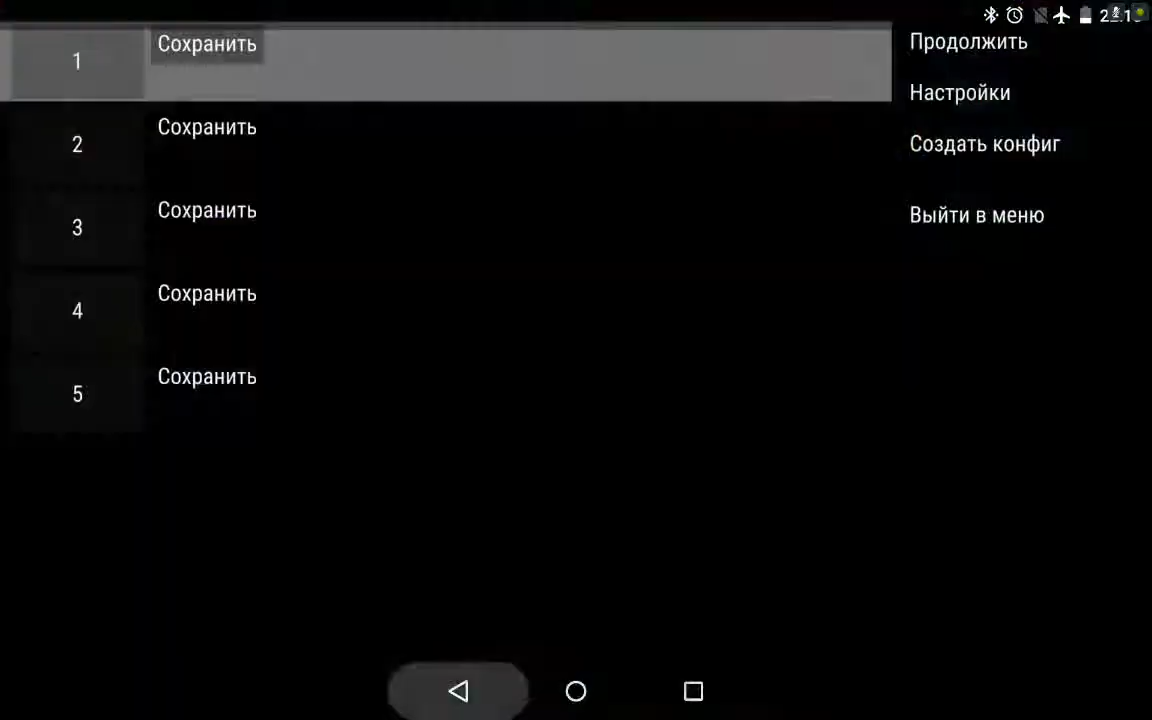 1 Сохранить
2 Сохранить
3 Сохранить
4 Сохранить
5 Сохранить
Продолжить
Настройки
Создать конфиг
Выйти в меню